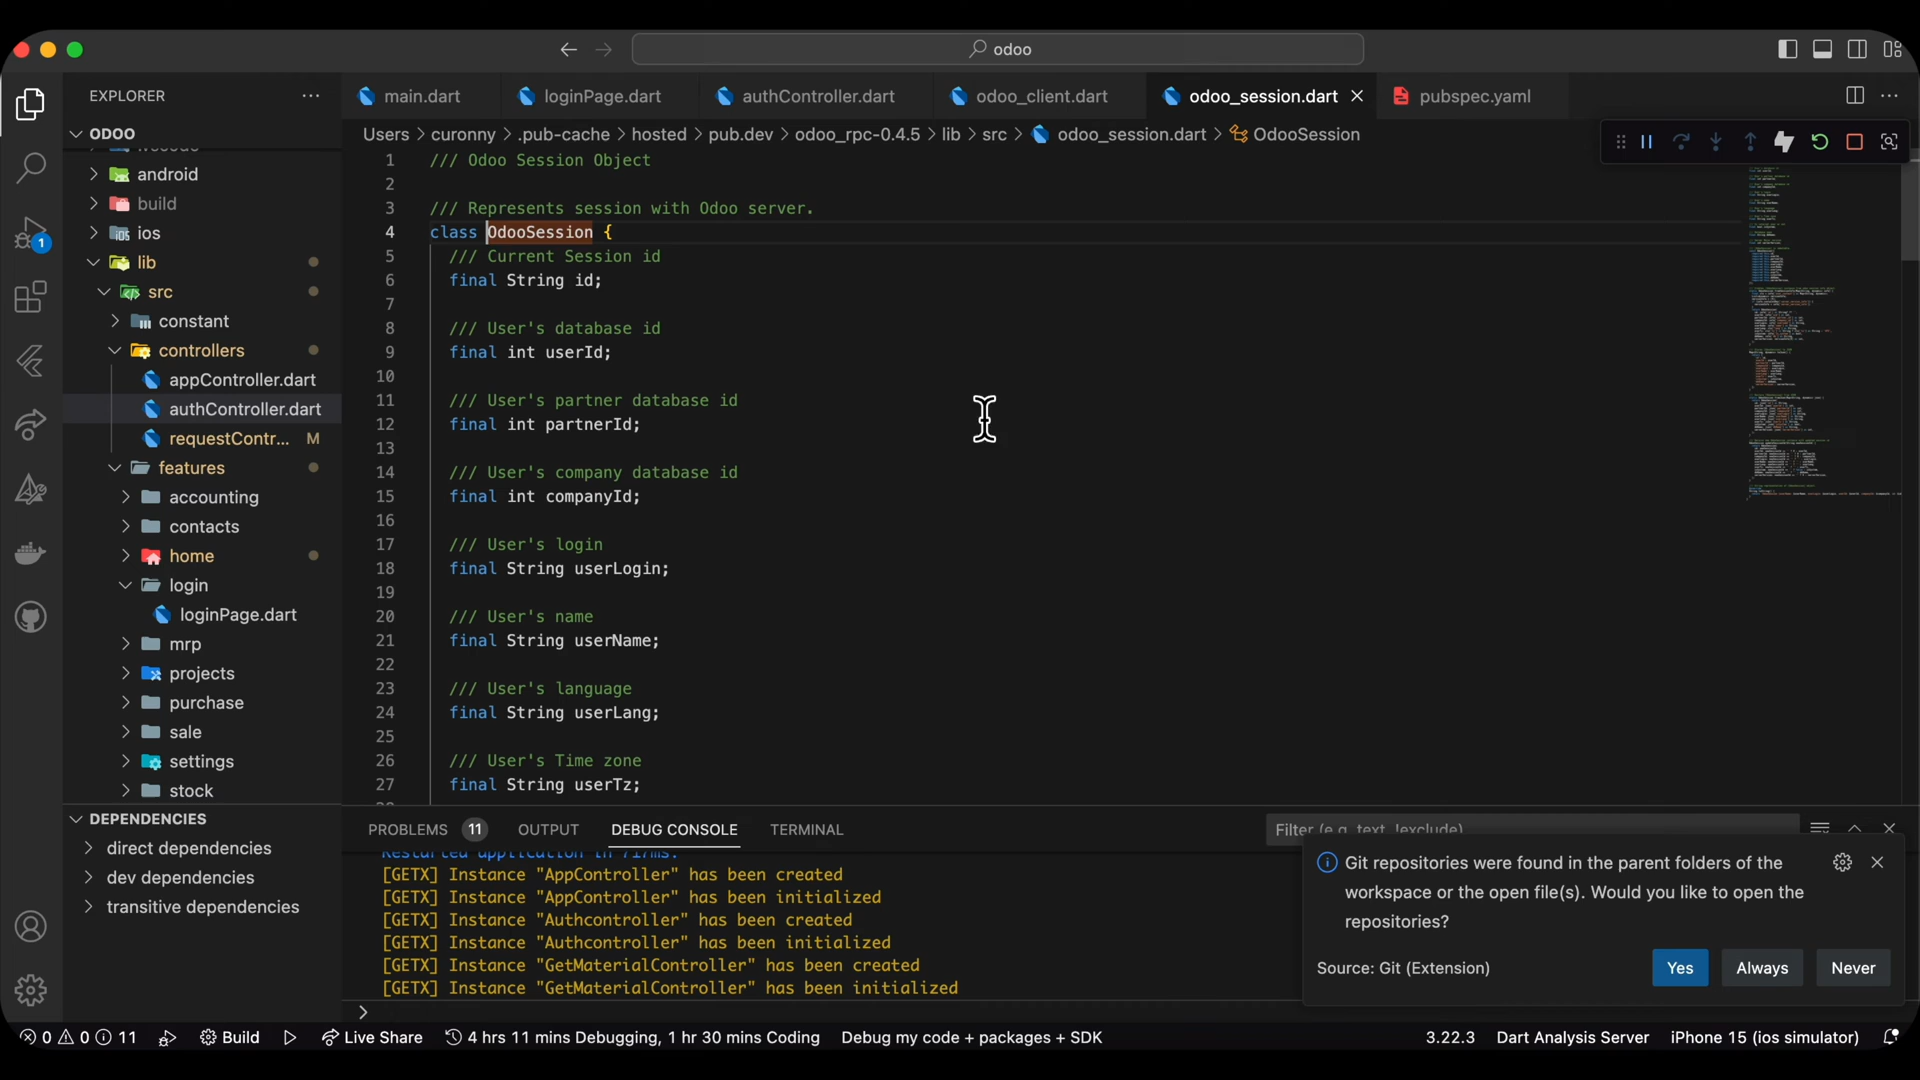 odoo
EXPLORER
ODOO
android
build
ios
lib
src
constant
controllers
appController.dart
authController.dart
requestContr... M
features
accounting
contacts
home
login
loginPage.dart
mrp
projects
purchase
sale
settings
stock
DEPENDENCIES
direct dependencies
dev dependencies
transitive dependencies
main.dart
loginPage.dart
authController.dart
odoo_client.dart
odoo_session.dart
pubspec.yaml
Users > curonny > .pub-cache > hosted > pub.dev > odoo_rpc-0.4.5 > lib > src > odoo_session.dart > OdooSession
1 /// Odoo Session Object
2
3 /// Represents session with Odoo server.
4 class OdooSession {
5 /// Current Session id
6 final String id;
7
8 /// User's database id
9 final int userId;
10
11 /// User's partner database id
12 final int partnerId;
13
14 /// User's company database id
15 final int companyId;
16
17 /// User's login
18 final String userLogin;
19
20 /// User's name
21 final String userName;
22
23 /// User's language
24 final String userLang;
25
26 /// User's Time zone
27 final String userTz;
PROBLEMS 11 OUTPUT DEBUG CONSOLE TERMINAL
Filter (e.g. text, !exclude)
Restarted application in 717ms.
[GETX] Instance "AppController" has been created
[GETX] Instance "AppController" has been initialized
[GETX] Instance "Authcontroller" has been created
[GETX] Instance "Authcontroller" has been initialized
[GETX] Instance "GetMaterialController" has been created
[GETX] Instance "GetMaterialController" has been initialized
Git repositories were found in the parent folders of the
workspace or the open file(s). Would you like to open the
repositories?
Source: Git (Extension)
Yes
Always
Never
0 0 11 Build Live Share 4 hrs 11 mins Debugging, 1 hr 30 mins Coding Debug my code + packages + SDK 3.22.3 Dart Analysis Server iPhone 15 (ios simulator)